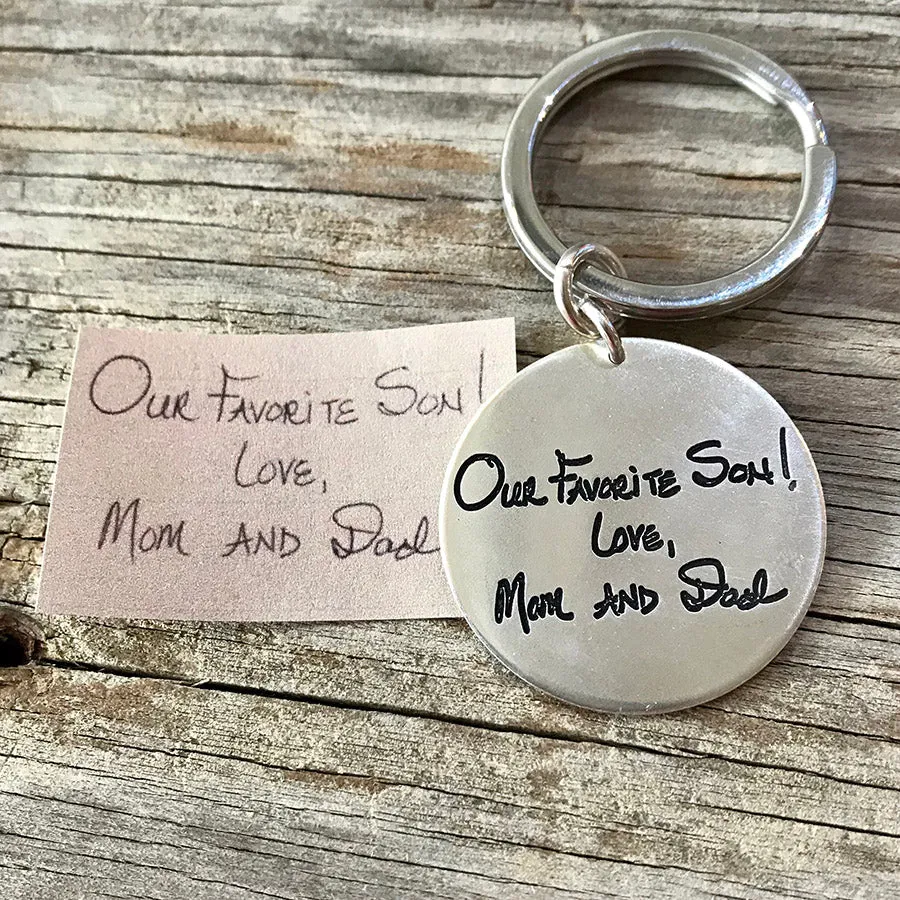 Our Favorite Son!
Love,
Mom and Dad
Our Favorite Son!
Love,
Mom and Dad